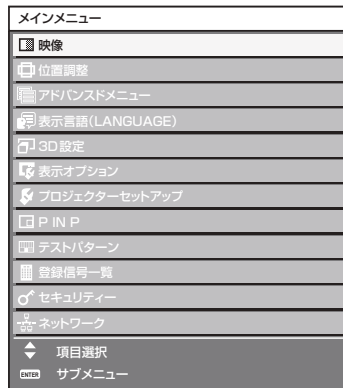 メインメニュー
映像
位置調整
アドバンスドメニュー
表示言語(LANGUAGE)
3D設定
表示オプション
プロジェクターセットアップ
P IN P
テストパターン
登録信号一覧
セキュリティー
ネットワーク
項目選択
ENTER サブメニュー